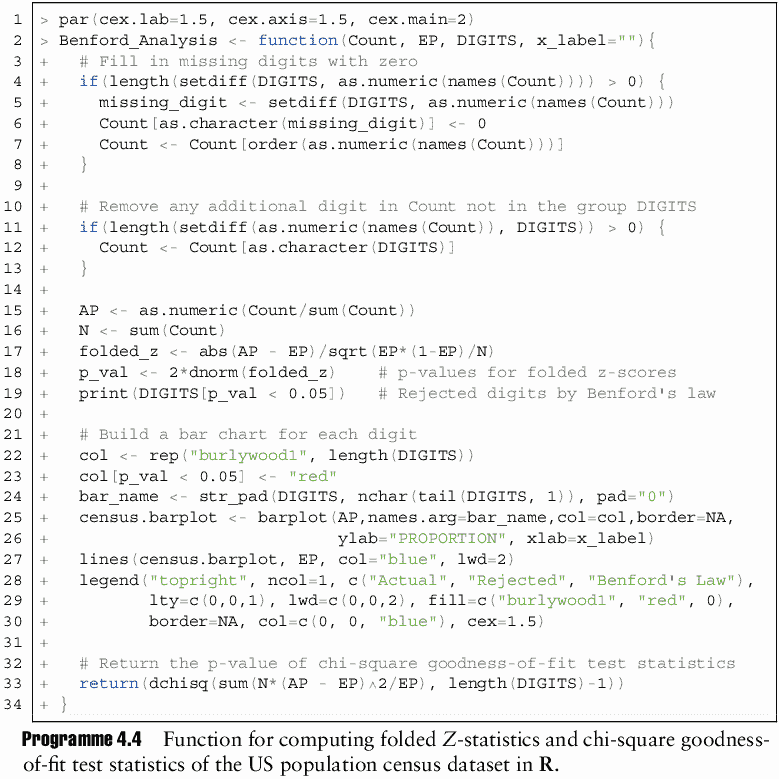 1 > par(cex.lab=1.5, cex.axis=1.5, cex.main=2)
2 > Benford_Analysis <- function(Count, EP, DIGITS, x_label=""){
3 +   # Fill in missing digits with zero
4 +   if(length(setdiff(DIGITS, as.numeric(names(Count)))) > 0) {
5 +     missing_digit <- setdiff(DIGITS, as.numeric(names(Count)))
6 +     Count[as.character(missing_digit)] <- 0
7 +     Count <- Count[order(as.numeric(names(Count)))]
8 +   }
9 +
10 +   # Remove any additional digit in Count not in the group DIGITS
11 +   if(length(setdiff(as.numeric(names(Count)), DIGITS)) > 0) {
12 +     Count <- Count[as.character(DIGITS)]
13 +   }
14 +
15 +   AP <- as.numeric(Count/sum(Count))
16 +   N <- sum(Count)
17 +   folded_z <- abs(AP - EP)/sqrt(EP*(1-EP)/N)
18 +   p_val <- 2*dnorm(folded_z)    # p-values for folded z-scores
19 +   print(DIGITS[p_val < 0.05])   # Rejected digits by Benford's law
20 +
21 +   # Build a bar chart for each digit
22 +   col <- rep("burlywood1", length(DIGITS))
23 +   col[p_val < 0.05] <- "red"
24 +   bar_name <- str_pad(DIGITS, nchar(tail(DIGITS, 1)), pad="0")
25 +   census.barplot <- barplot(AP,names.arg=bar_name,col=col,border=NA,
26 +                             ylab="PROPORTION", xlab=x_label)
27 +   lines(census.barplot, EP, col="blue", lwd=2)
28 +   legend("topright", ncol=1, c("Actual", "Rejected", "Benford's Law"),
29 +          lty=c(0,0,1), lwd=c(0,0,2), fill=c("burlywood1", "red", 0),
30 +          border=NA, col=c(0, 0, "blue"), cex=1.5)
31 +
32 +   # Return the p-value of chi-square goodness-of-fit test statistics
33 +   return(dchisq(sum(N*(AP - EP)^2/EP), length(DIGITS)-1))
34 + }
Programme 4.4 Function for computing folded Z-statistics and chi-square goodness-
of-fit test statistics of the US population census dataset in R.